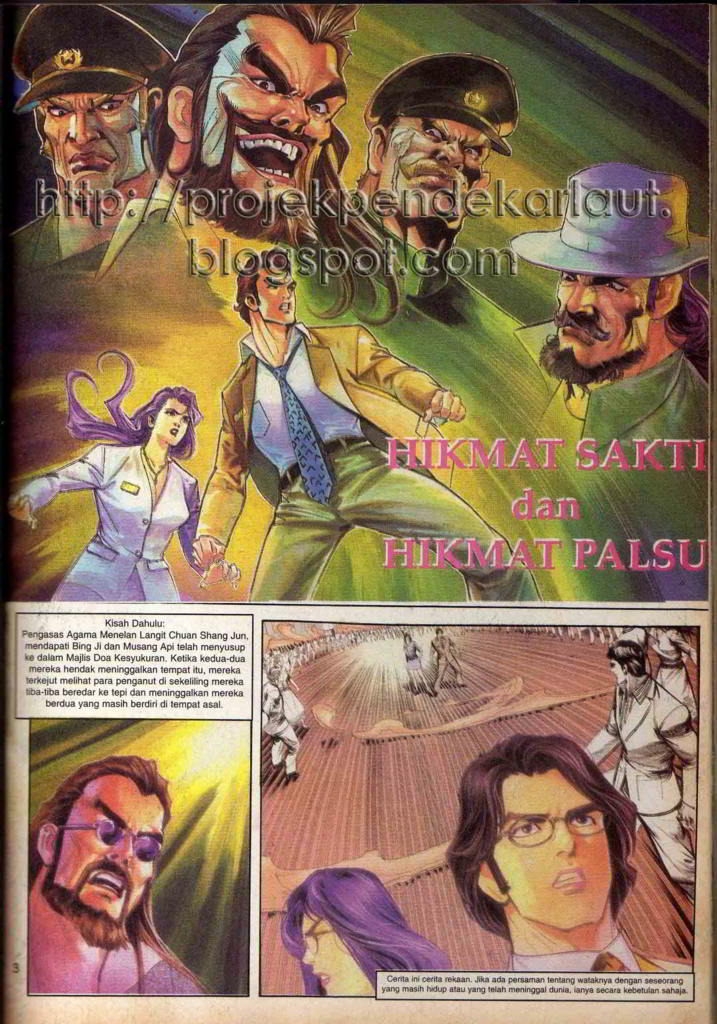 http://projekpendekarlaut.
blogspot.com
HIKMAT SAKTI
dan
HIKMAT PALSU
Kisah Dahulu:
Pengasas Agama Menelan Langit Chuan Shang Jun,
mendapati Bing Ji dan Musang Api telah menyusup
ke dalam Majlis Doa Kesyukuran. Ketika kedua-dua
mereka hendak meninggalkan tempat itu, mereka
terkejut melihat para penganut di sekeliling mereka
tiba-tiba beredar ke tepi dan meninggalkan mereka
berdua yang masih berdiri di tempat asal.
Cerita ini cerita rekaan. Jika ada persaman tentang wataknya dengan seseorang
yang masih hidup atau yang telah meninggal dunia, ianya secara kebetulan sahaja.
3